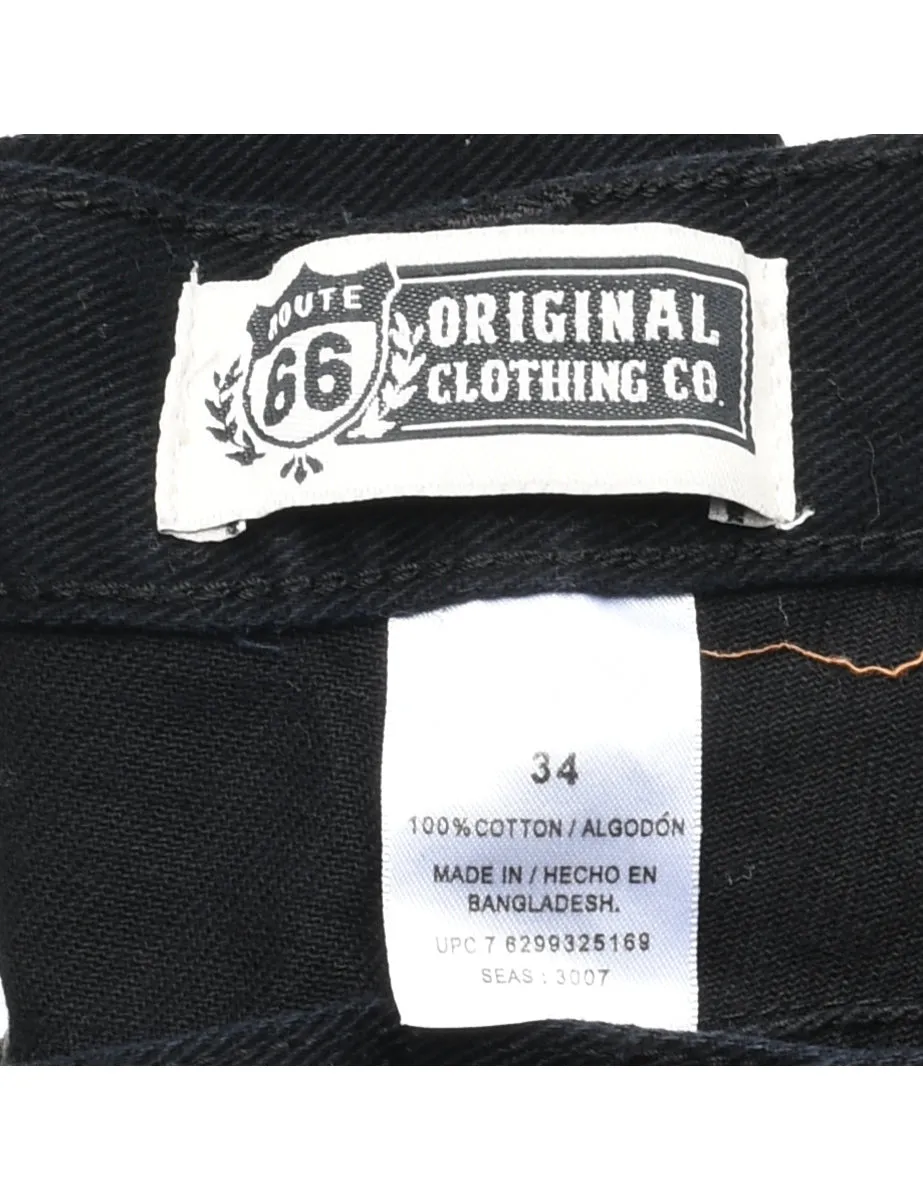 ROUTE
66
ORIGINAL
CLOTHING CO.
34
100% COTTON / ALGODÓN
MADE IN / HECHO EN
BANGLADESH.
UPC 7 6299325169
SEAS : 3007